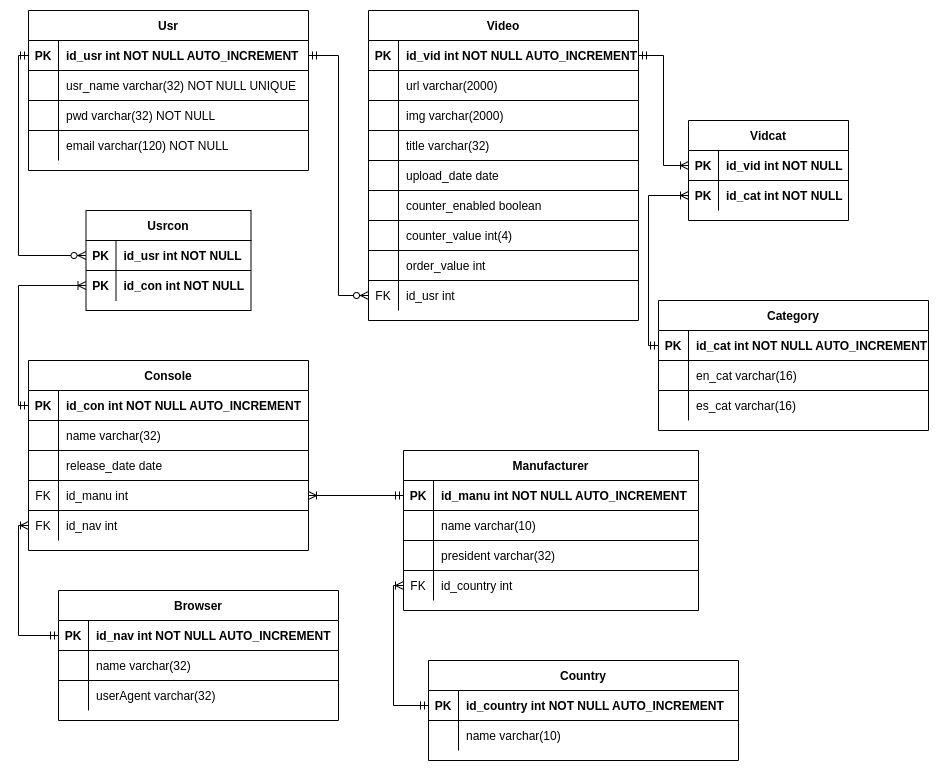 Usr
PK id_usr int NOT NULL AUTO_INCREMENT
usr_name varchar(32) NOT NULL UNIQUE
pwd varchar(32) NOT NULL
email varchar(120) NOT NULL
Video
PK id_vid int NOT NULL AUTO_INCREMENT
url varchar(2000)
img varchar(2000)
title varchar(32)
upload_date date
counter_enabled boolean
counter_value int(4)
order_value int
FK id_usr int
Vidcat
PK id_vid int NOT NULL
PK id_cat int NOT NULL
Usrcon
PK id_usr int NOT NULL
PK id_con int NOT NULL
Category
PK id_cat int NOT NULL AUTO_INCREMENT
en_cat varchar(16)
es_cat varchar(16)
Console
PK id_con int NOT NULL AUTO_INCREMENT
name varchar(32)
release_date date
FK id_manu int
FK id_nav int
Manufacturer
PK id_manu int NOT NULL AUTO_INCREMENT
name varchar(10)
president varchar(32)
FK id_country int
Browser
PK id_nav int NOT NULL AUTO_INCREMENT
name varchar(32)
userAgent varchar(32)
Country
PK id_country int NOT NULL AUTO_INCREMENT
name varchar(10)